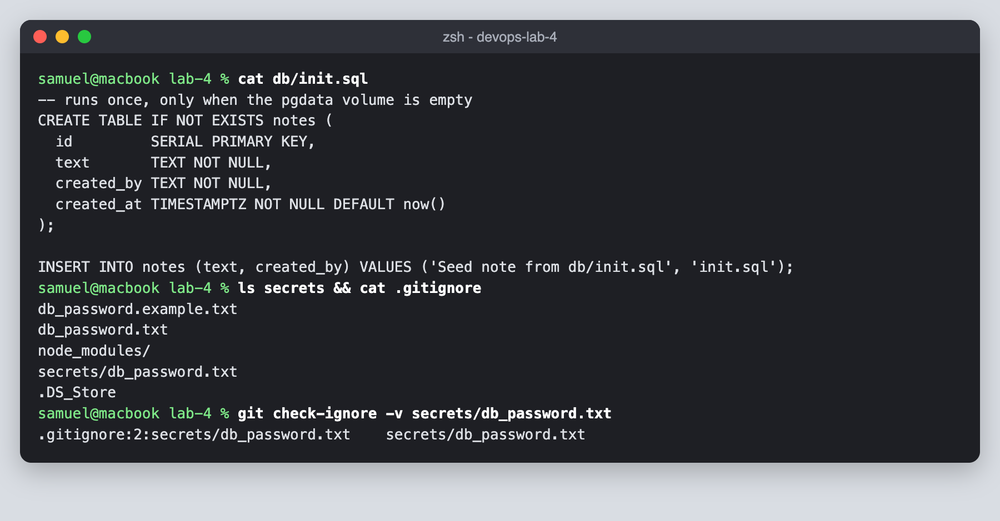 zsh - devops-lab-4
samuel@macbook lab-4 % cat db/init.sql
-- runs once, only when the pgdata volume is empty
CREATE TABLE IF NOT EXISTS notes (
  id         SERIAL PRIMARY KEY,
  text       TEXT NOT NULL,
  created_by TEXT NOT NULL,
  created_at TIMESTAMPTZ NOT NULL DEFAULT now()
);

INSERT INTO notes (text, created_by) VALUES ('Seed note from db/init.sql', 'init.sql');
samuel@macbook lab-4 % ls secrets && cat .gitignore
db_password.example.txt
db_password.txt
node_modules/
secrets/db_password.txt
.DS_Store
samuel@macbook lab-4 % git check-ignore -v secrets/db_password.txt
.gitignore:2:secrets/db_password.txt    secrets/db_password.txt